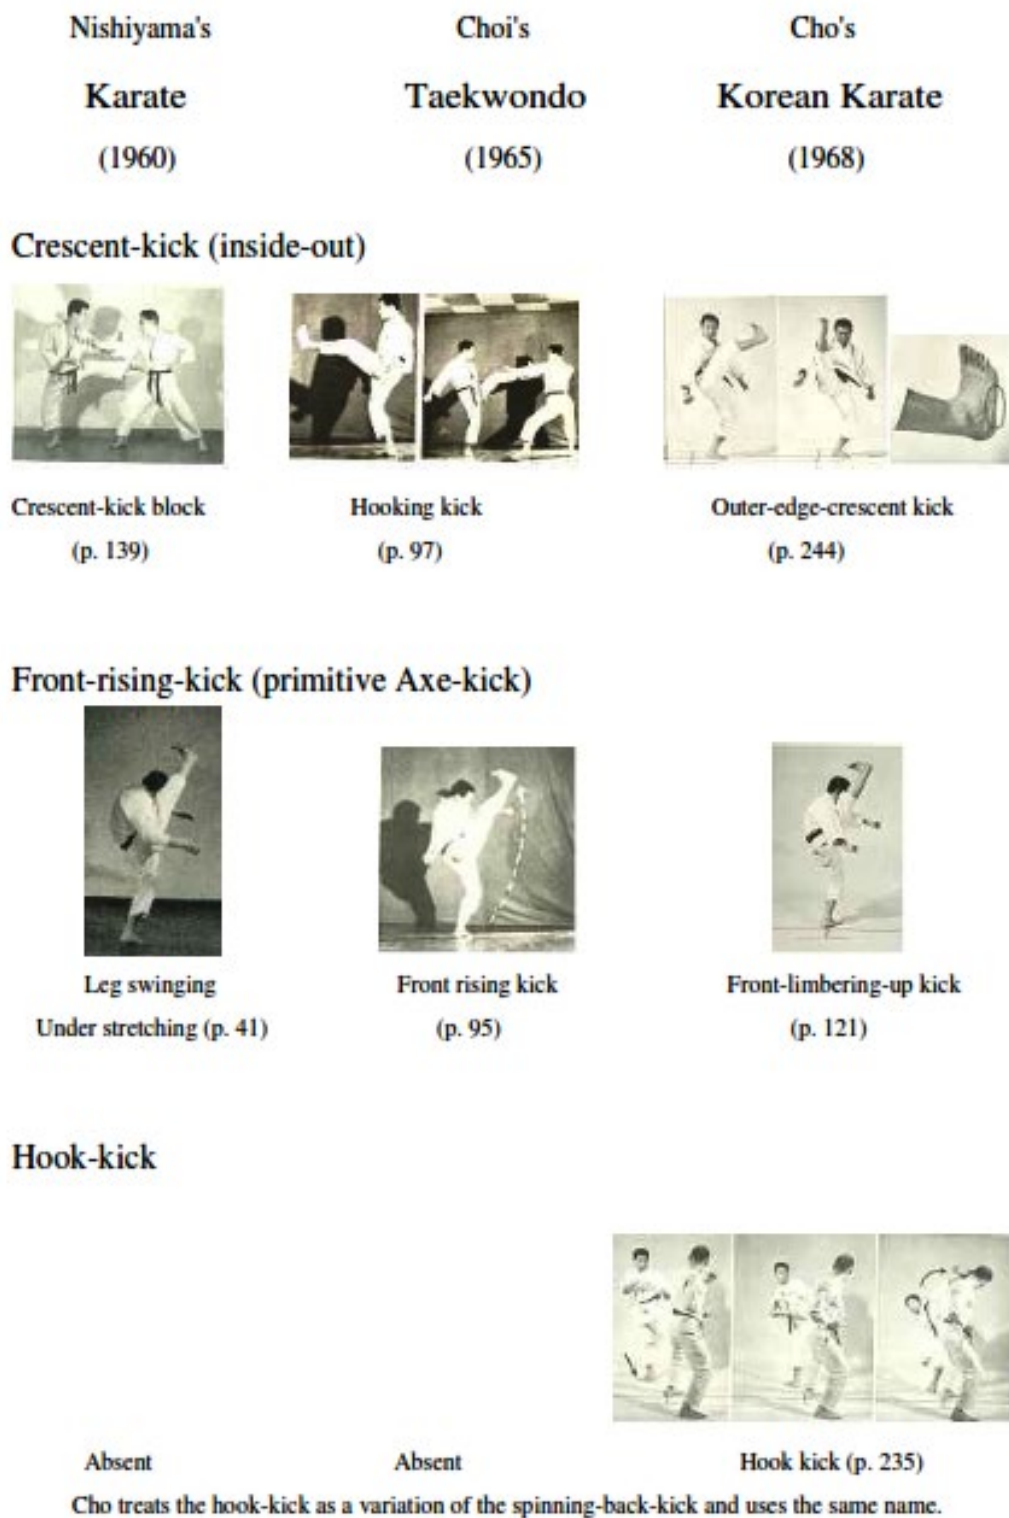 Nishiyama's Choi's Cho's
Karate Taekwondo Korean Karate
(1960) (1965) (1968)
Crescent-kick (inside-out)
Crescent-kick block Hooking kick Outer-edge-crescent kick
(p. 139) (p. 97) (p. 244)
Front-rising-kick (primitive Axe-kick)
Leg swinging Front rising kick Front-limbering-up kick
Under stretching (p. 41) (p. 95) (p. 121)
Hook-kick
Absent Absent Hook kick (p. 235)
Cho treats the hook-kick as a variation of the spinning-back-kick and uses the same name.